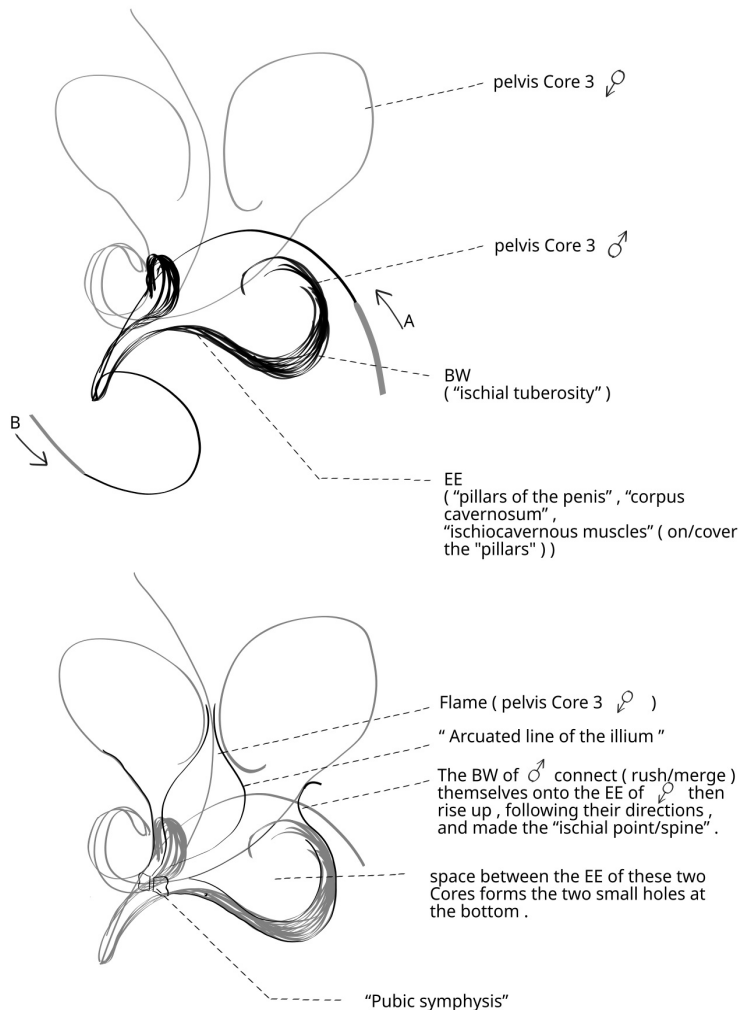 pelvis Core 3
pelvis Core 3
A
BW
( “ischial tuberosity” )
B
EE
( “pillars of the penis” , “corpus
cavernosum” ,
“ischiocavernous muscles” ( on/cover
the "pillars" ) )
Flame ( pelvis Core 3 )
“ Arcuated line of the illium ”
The BW of ♂ connect ( rush/merge )
themselves onto the EE of then
rise up , following their directions ,
and made the “ischial point/spine” .
space between the EE of these two
Cores forms the two small holes at
the bottom .
“Pubic symphysis”